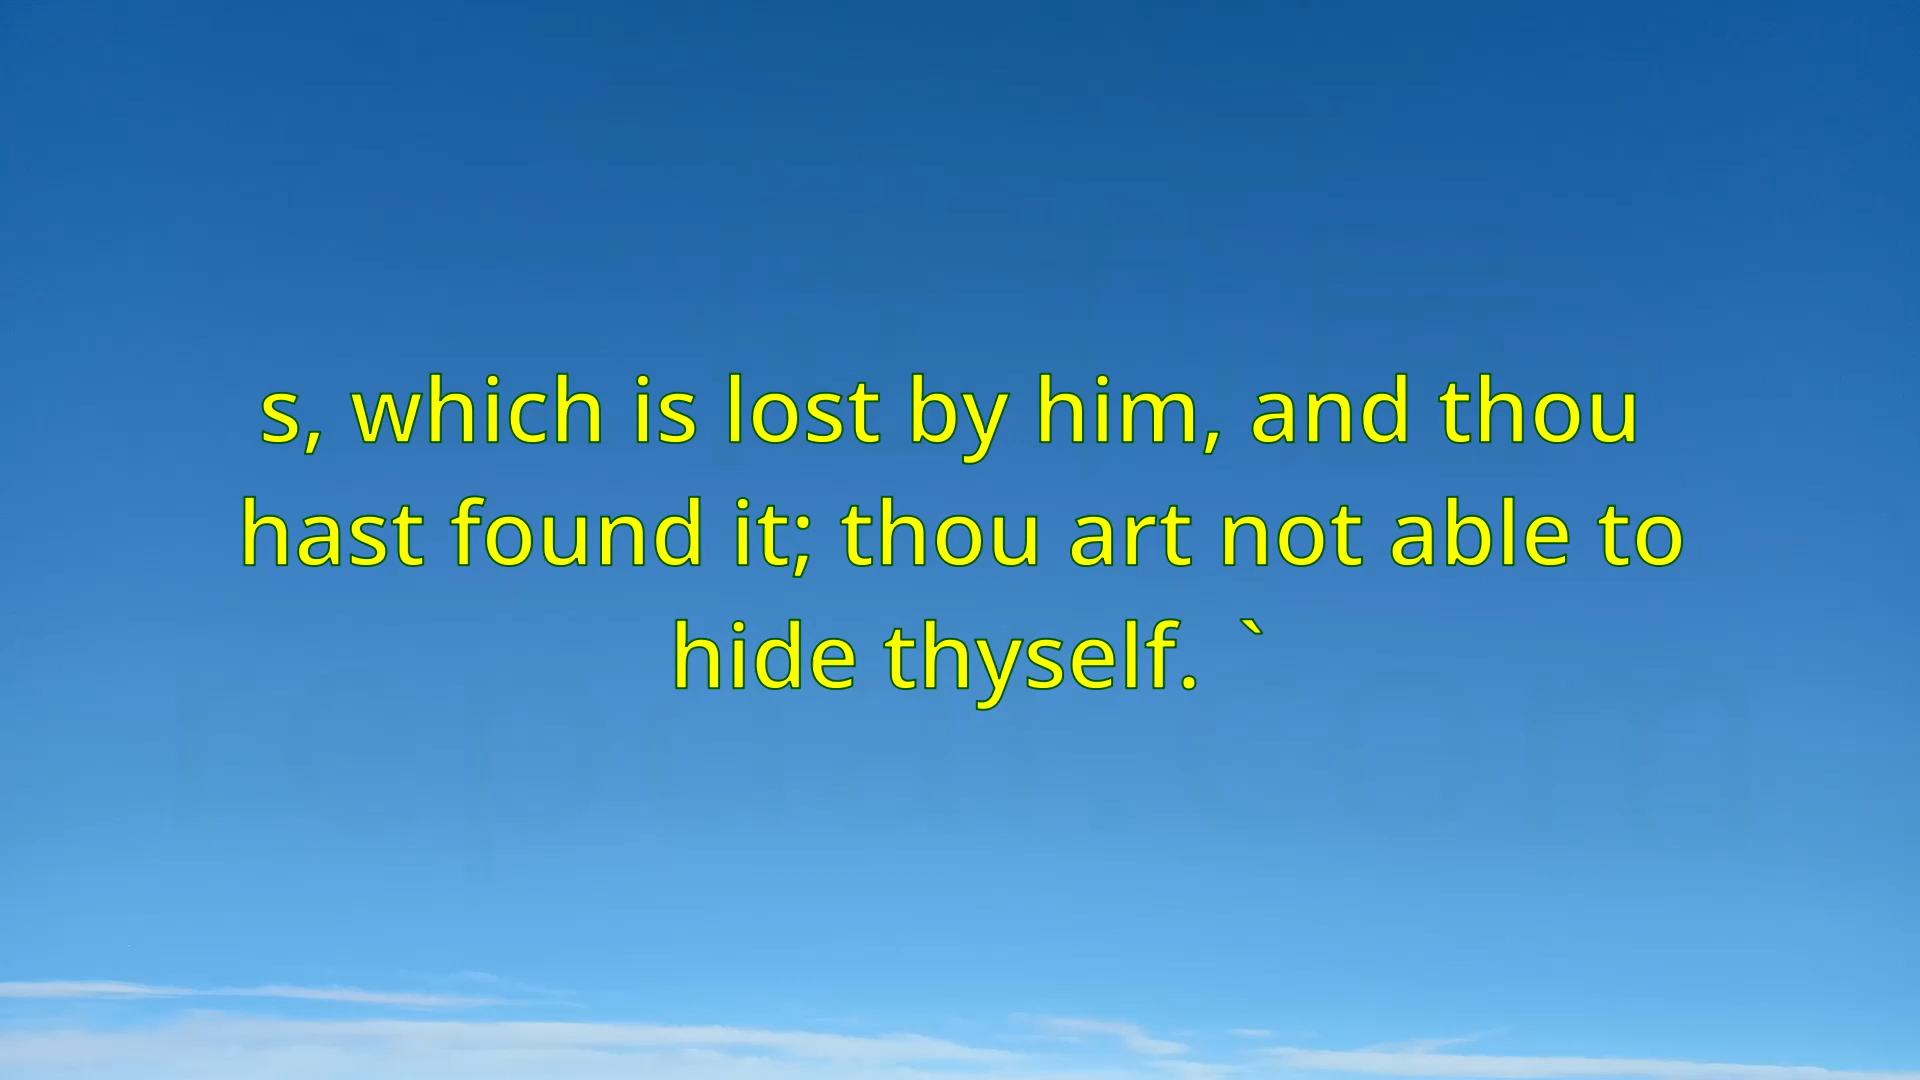 s, which is lost by him, and thou
hast found it; thou art not able to
hide thyself. `